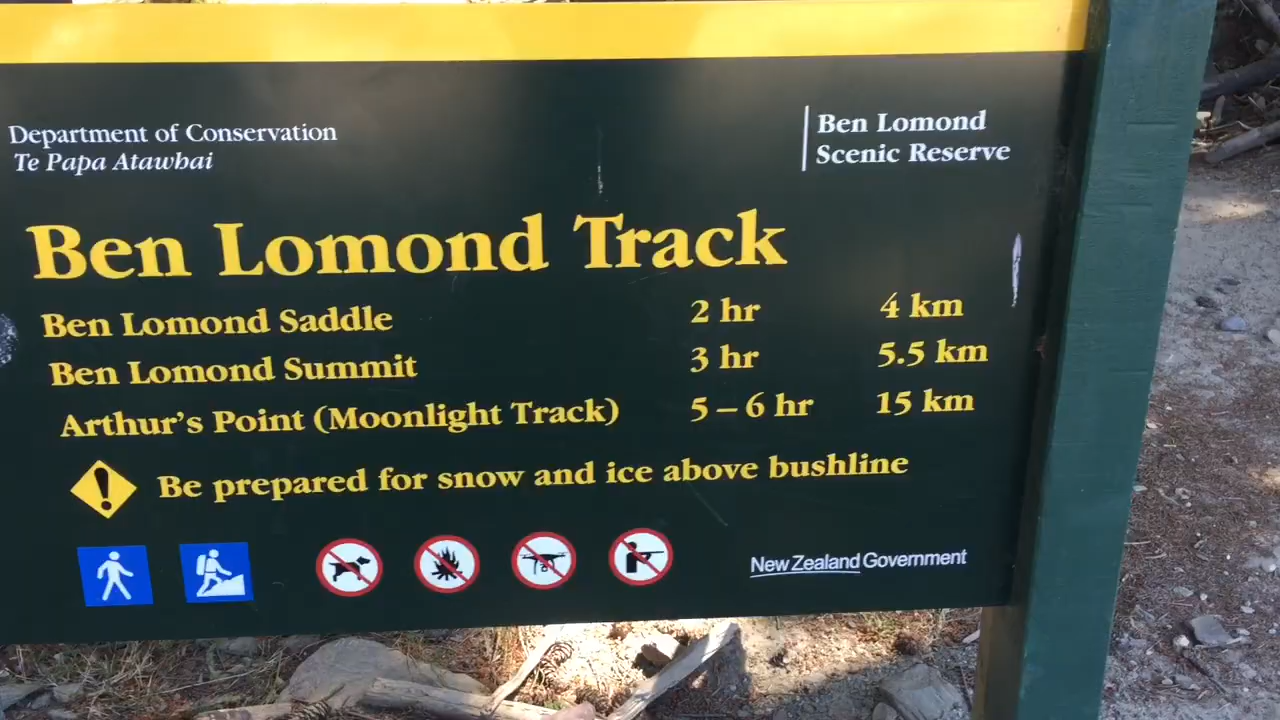 Department of Conservation
Te Papa Atawhai
Ben Lomond
Scenic Reserve
Ben Lomond Track
Ben Lomond Saddle 2 hr 4 km
Ben Lomond Summit 3 hr 5.5 km
Arthur's Point (Moonlight Track) 5 – 6 hr 15 km
! Be prepared for snow and ice above bushline
New Zealand Government